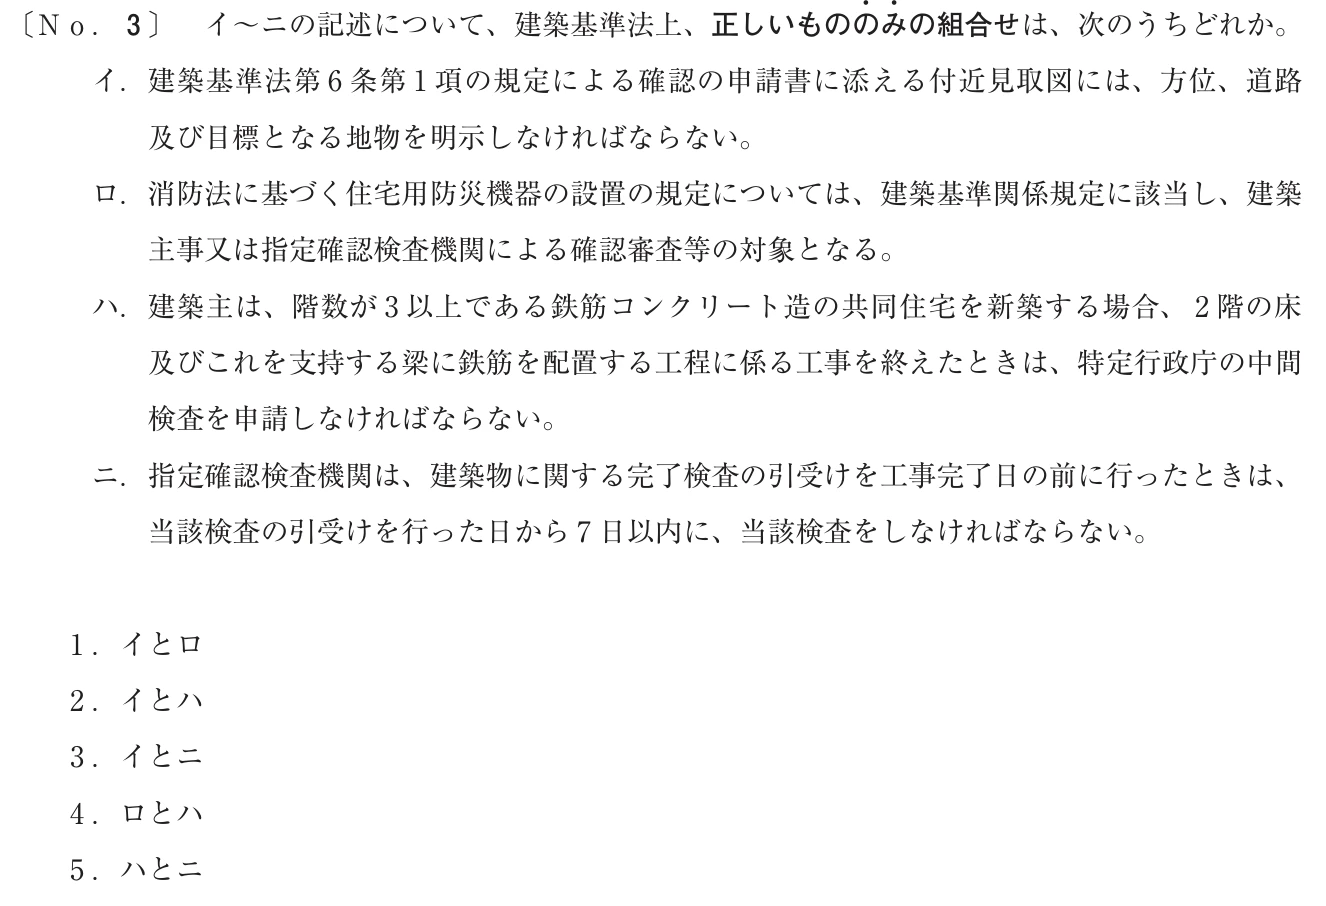 〔Ｎｏ．３〕　イ～ニの記述について、建築基準法上、正しいもののみの組合せは、次のうちどれか。
イ．建築基準法第６条第１項の規定による確認の申請書に添える付近見取図には、方位、道路
及び目標となる地物を明示しなければならない。
ロ．消防法に基づく住宅用防災機器の設置の規定については、建築基準関係規定に該当し、建築
主事又は指定確認検査機関による確認審査等の対象となる。
ハ．建築主は、階数が３以上である鉄筋コンクリート造の共同住宅を新築する場合、２階の床
及びこれを支持する梁に鉄筋を配置する工程に係る工事を終えたときは、特定行政庁の中間
検査を申請しなければならない。
ニ．指定確認検査機関は、建築物に関する完了検査の引受けを工事完了日の前に行ったときは、
当該検査の引受けを行った日から７日以内に、当該検査をしなければならない。
１．イとロ
２．イとハ
３．イとニ
４．ロとハ
５．ハとニ